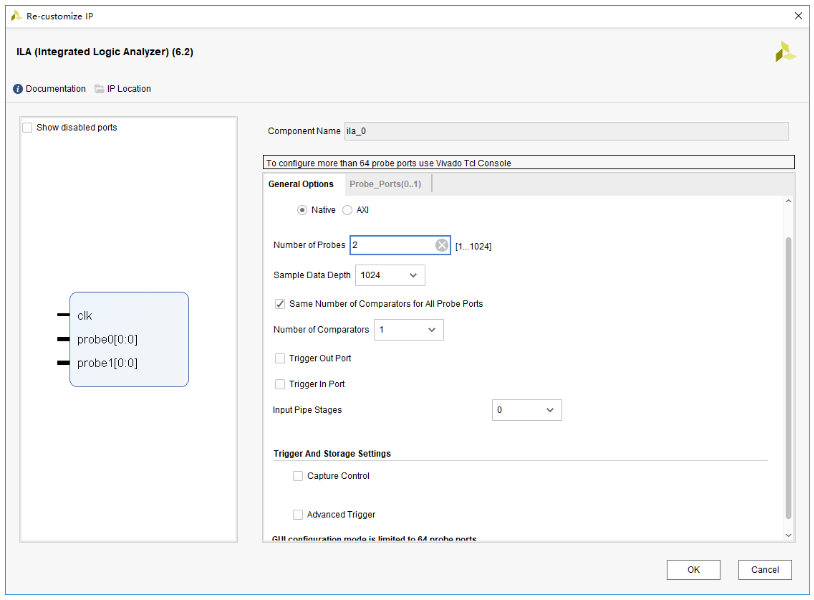 Re-customize IP
ILA (Integrated Logic Analyzer) (6.2)
Documentation IP Location
Show disabled ports
clk
probe0[0:0]
probe1[0:0]
Component Name ila_0
To configure more than 64 probe ports use Vivado Tcl Console
General Options Probe_Ports(0..1)
Native AXI
Number of Probes 2 [1...1024]
Sample Data Depth 1024
Same Number of Comparators for All Probe Ports
Number of Comparators 1
Trigger Out Port
Trigger In Port
Input Pipe Stages 0
Trigger And Storage Settings
Capture Control
Advanced Trigger
GUI configuration mode is limited to 64 probe ports
OK Cancel